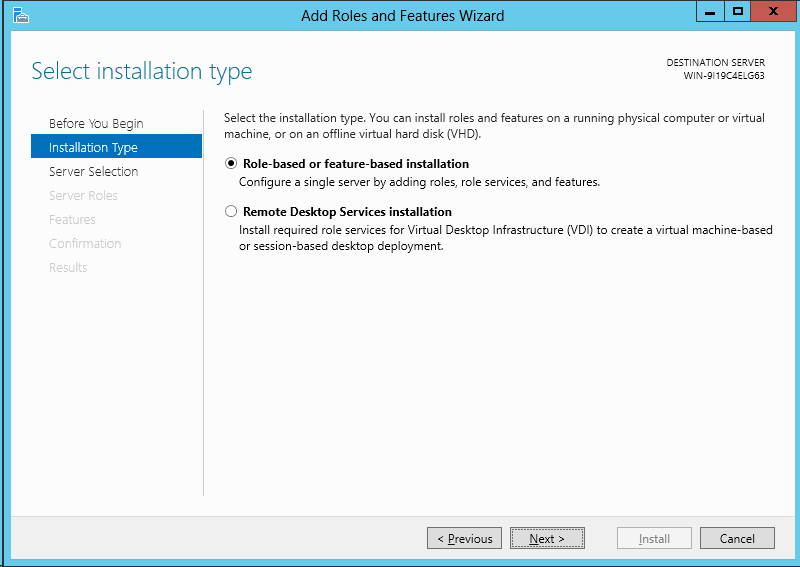 Add Roles and Features Wizard
Select installation type
DESTINATION SERVER
WIN-9I19C4ELG63
Before You Begin
Installation Type
Server Selection
Server Roles
Features
Confirmation
Results
Select the installation type. You can install roles and features on a running physical computer or virtual
machine, or on an offline virtual hard disk (VHD).
Role-based or feature-based installation
Configure a single server by adding roles, role services, and features.
Remote Desktop Services installation
Install required role services for Virtual Desktop Infrastructure (VDI) to create a virtual machine-based
or session-based desktop deployment.
< Previous
Next >
Install
Cancel